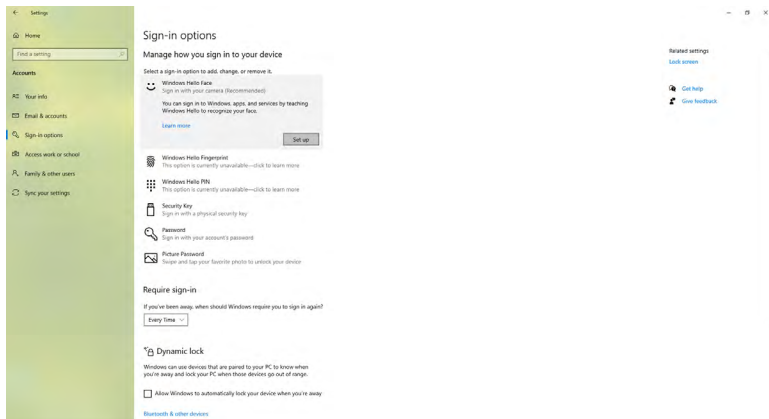 Settings
Home
Find a setting
Accounts
Your info
Email & accounts
Sign-in options
Access work or school
Family & other users
Sync your settings
Sign-in options
Manage how you sign in to your device
Select a sign-in option to add, change, or remove it.
Windows Hello Face
Sign in with your camera (Recommended)
You can sign in to Windows, apps, and services by teaching
Windows Hello to recognize your face.
Learn more
Set up
Windows Hello Fingerprint
This option is currently unavailable—click to learn more
Windows Hello PIN
This option is currently unavailable—click to learn more
Security Key
Sign in with a physical security key
Password
Sign in with your account's password
Picture Password
Swipe and tap your favorite photo to unlock your device
Require sign-in
If you've been away, when should Windows require you to sign in again?
Every Time
Dynamic lock
Windows can use devices that are paired to your PC to know when
you're away and lock your PC when those devices go out of range.
Allow Windows to automatically lock your device when you're away
Bluetooth & other devices
Related settings
Lock screen
Get help
Give feedback